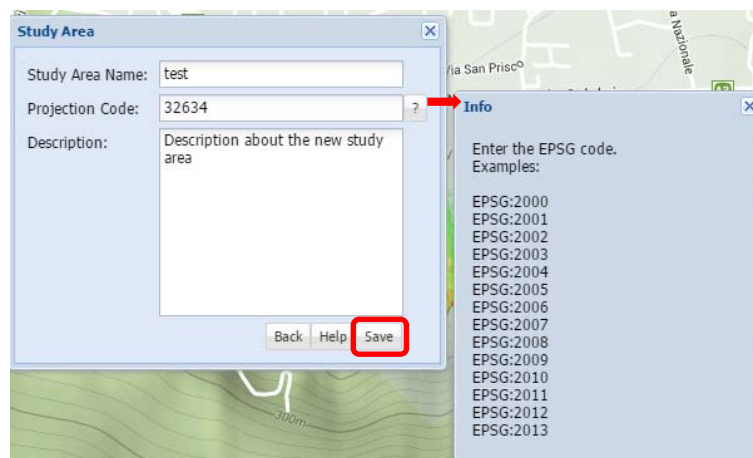 Study Area
Study Area Name:
test
Projection Code:
32634
?
Description:
Description about the new study
area
Back
Help
Save
Via San Prisco
a Nazionale
Info
Enter the EPSG code.
Examples:
EPSG:2000
EPSG:2001
EPSG:2002
EPSG:2003
EPSG:2004
EPSG:2005
EPSG:2006
EPSG:2007
EPSG:2008
EPSG:2009
EPSG:2010
EPSG:2011
EPSG:2012
EPSG:2013
300m